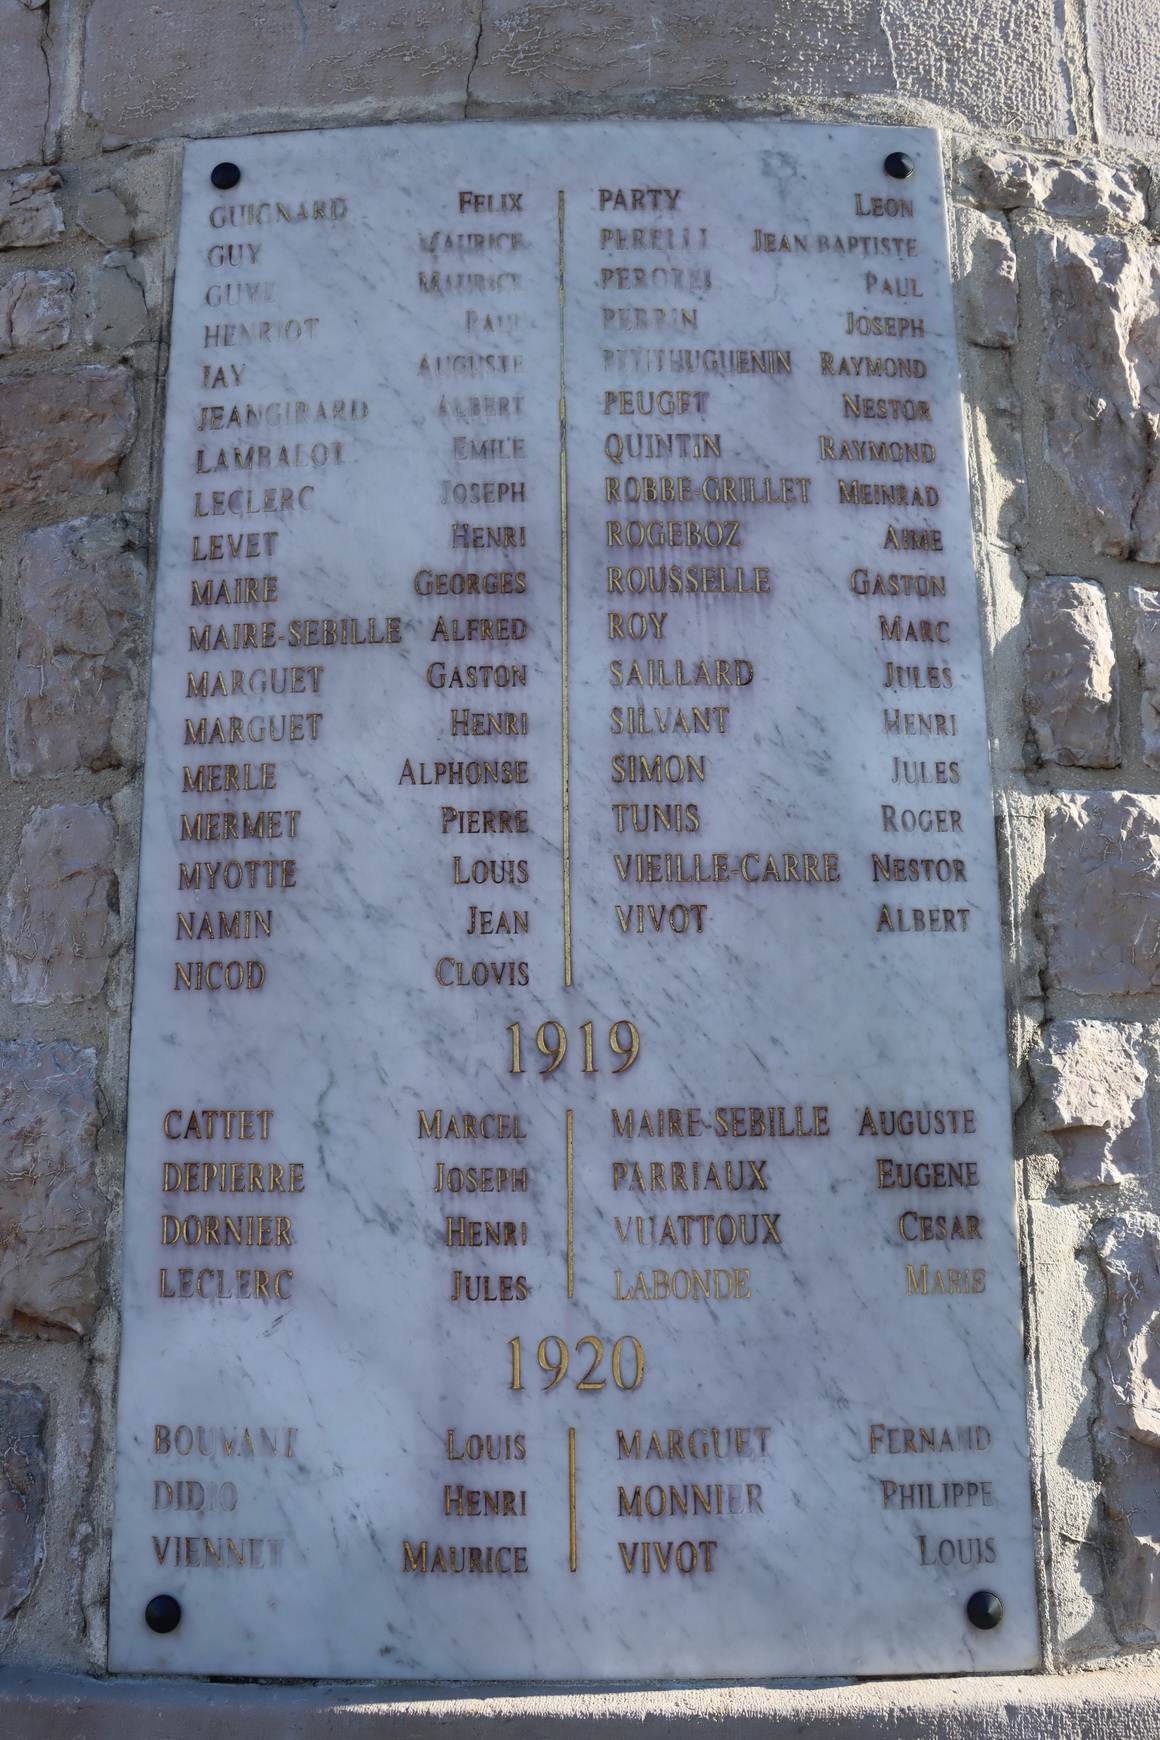 GUIGNARD FELIX
GUY MAURICE
GUYE MAURICE
HENRIOT PAUL
JAY AUGUSTE
JEANGIRARD ALBERT
LAMBALOT EMILE
LECLERC JOSEPH
LEVET HENRI
MAIRE GEORGES
MAIRE-SEBILLE ALFRED
MARGUET GASTON
MARGUET HENRI
MERLE ALPHONSE
MERMET PIERRE
MYOTTE LOUIS
NAMIN JEAN
NICOD CLOVIS
PARTY LEON
PERELLI JEAN BAPTISTE
PAUL
PERRIN JOSEPH
PETITHUGUENIN RAYMOND
PEUGET NESTOR
QUINTIN RAYMOND
ROBBE-GRILLET MEINRAD
ROGEBOZ AIME
ROUSSELLE GASTON
ROY MARC
SAILLARD JULES
SILVANT HENRI
SIMON JULES
TUNIS ROGER
VIEILLE-CARRE NESTOR
VIVOT ALBERT
1919
CATTET MARCEL
DEPIERRE JOSEPH
DORNIER HENRI
LECLERC JULES
MAIRE-SEBILLE AUGUSTE
PARRIAUX EUGENE
VUATTOUX CESAR
LABONDE MARIE
1920
BOUVANT LOUIS
DIDIO HENRI
VIENNET MAURICE
MARGUET FERNAND
MONNIER PHILIPPE
VIVOT LOUIS